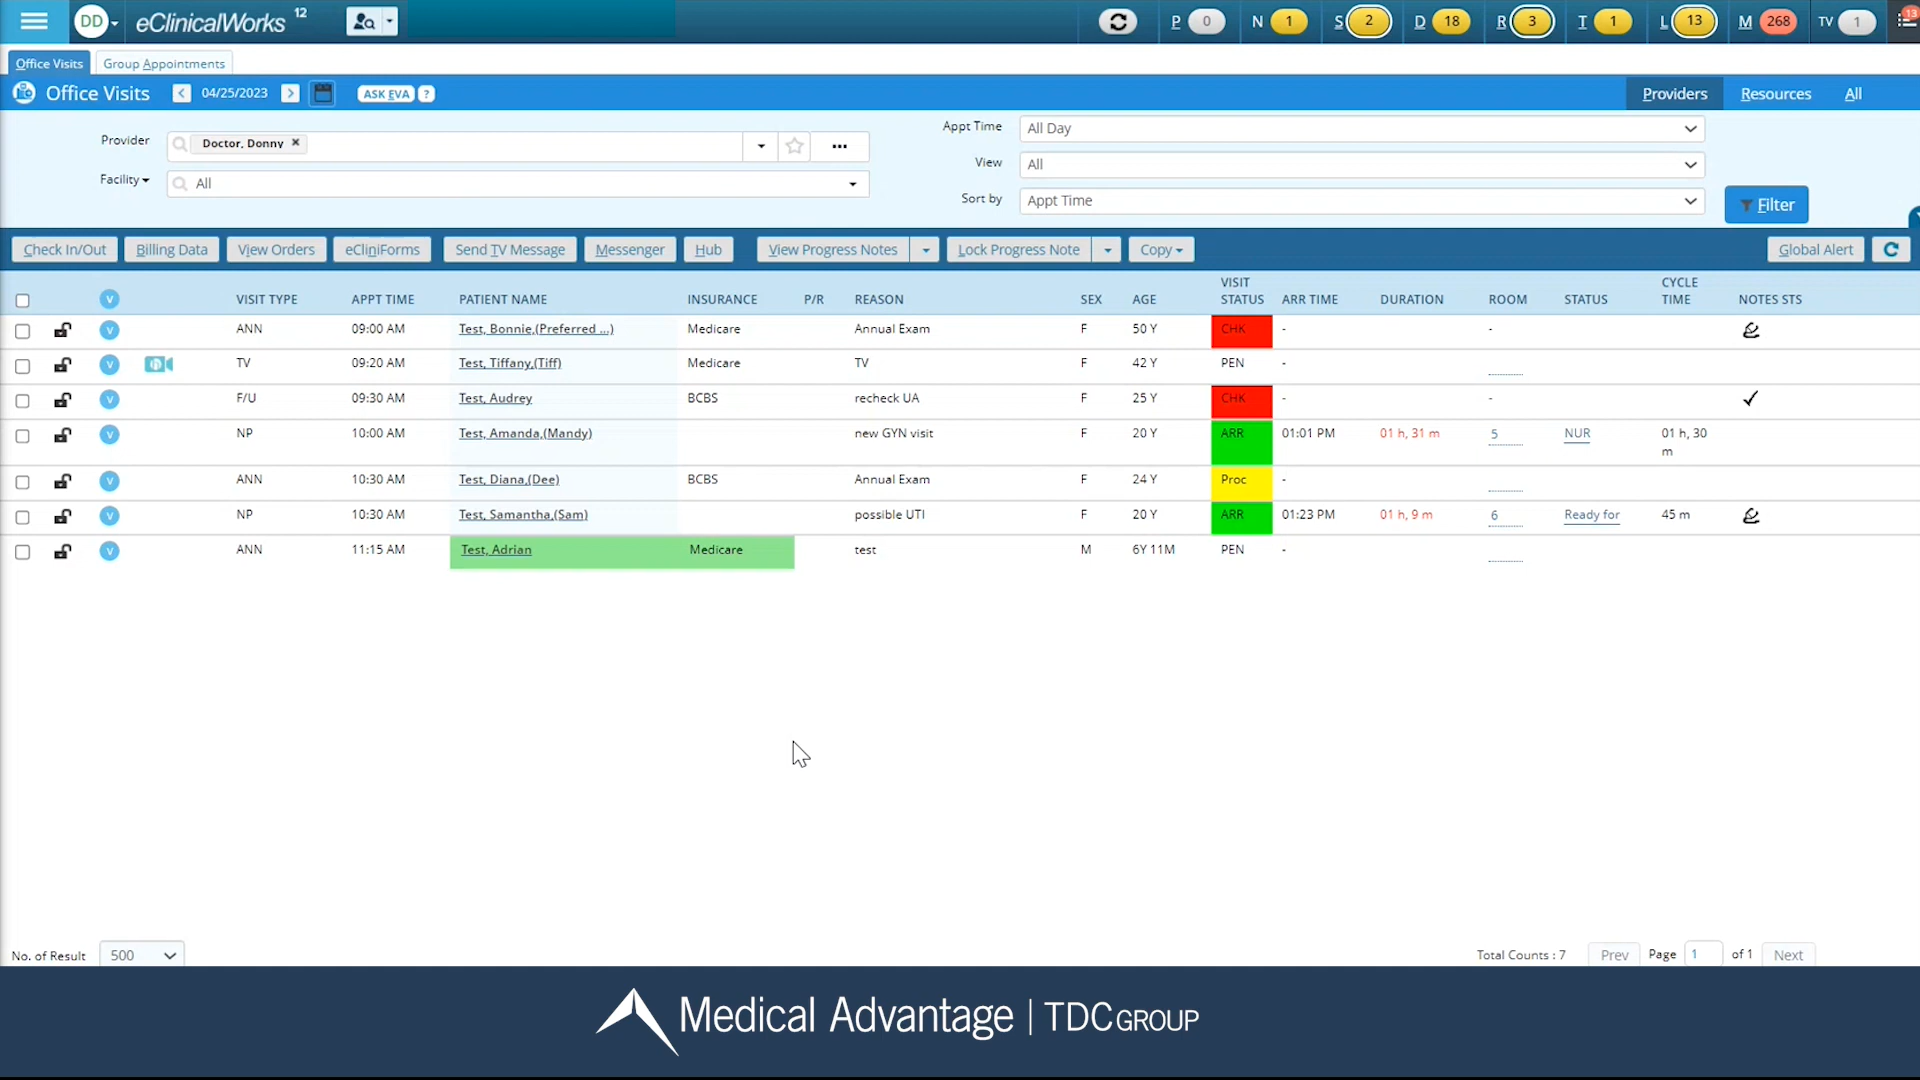 DD eClinicalWorks 12 P 0 N 1 S 2 D 18 R 3 T 1 L 13 M 268 TV 1 13
Office Visits Group Appointments
Office Visits < 04/25/2023 > ASK EVA ? Providers Resources All
Provider Doctor, Donny × ... Appt Time All Day
View All
Facility All
Sort by Appt Time Filter
Check In/Out Billing Data View Orders eCliniForms Send TV Message Messenger Hub View Progress Notes Lock Progress Note Copy Global Alert
V VISIT TYPE APPT TIME PATIENT NAME INSURANCE P/R REASON SEX AGE VISIT STATUS ARR TIME DURATION ROOM STATUS CYCLE TIME NOTES STS
V ANN 09:00 AM Test, Bonnie,(Preferred ...) Medicare Annual Exam F 50 Y CHK - -
V TV 09:20 AM Test, Tiffany,(Tiff) Medicare TV F 42 Y PEN -
V F/U 09:30 AM Test, Audrey BCBS recheck UA F 25 Y CHK - -
V NP 10:00 AM Test, Amanda,(Mandy) new GYN visit F 20 Y ARR 01:01 PM 01 h, 31 m 5 NUR 01 h, 30 m
V ANN 10:30 AM Test, Diana,(Dee) BCBS Annual Exam F 24 Y Proc -
V NP 10:30 AM Test, Samantha,(Sam) possible UTI F 20 Y ARR 01:23 PM 01 h, 9 m 6 Ready for 45 m
V ANN 11:15 AM Test, Adrian Medicare test M 6Y 11M PEN -
No. of Result 500 Total Counts : 7 Prev Page 1 of 1 Next
Medical Advantage | TDCGROUP